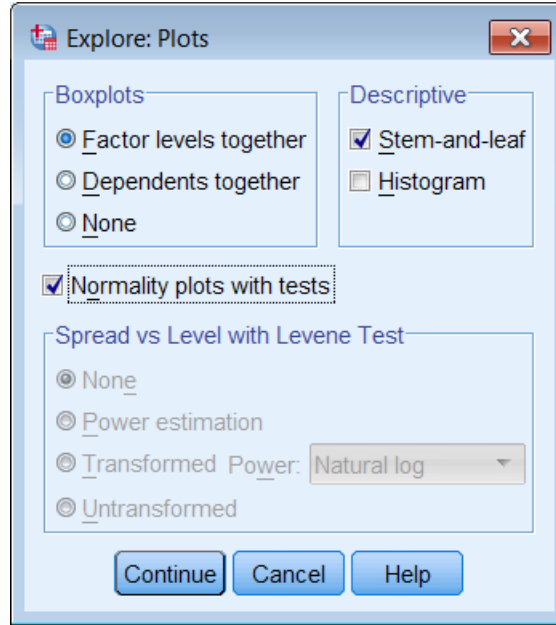 Explore: Plots
Boxplots
Factor levels together
Dependents together
None
Descriptive
Stem-and-leaf
Histogram
Normality plots with tests
Spread vs Level with Levene Test
None
Power estimation
Transformed Power: Natural log
Untransformed
Continue Cancel Help